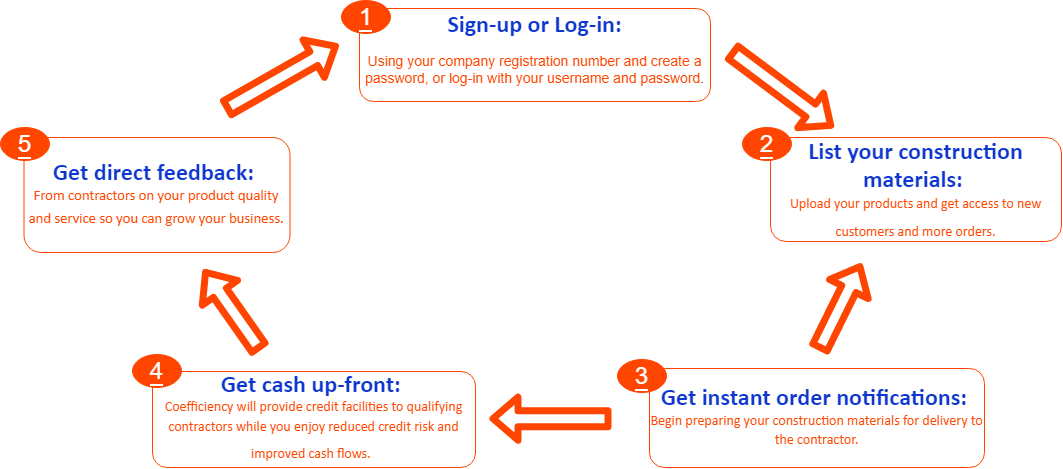 1
Sign-up or Log-in:
Using your company registration number and create a
password, or log-in with your username and password.
2
List your construction
materials:
Upload your products and get access to new
customers and more orders.
3
Get instant order notifications:
Begin preparing your construction materials for delivery to
the contractor.
4
Get cash up-front:
Coefficiency will provide credit facilities to qualifying
contractors while you enjoy reduced credit risk and
improved cash flows.
5
Get direct feedback:
From contractors on your product quality
and service so you can grow your business.